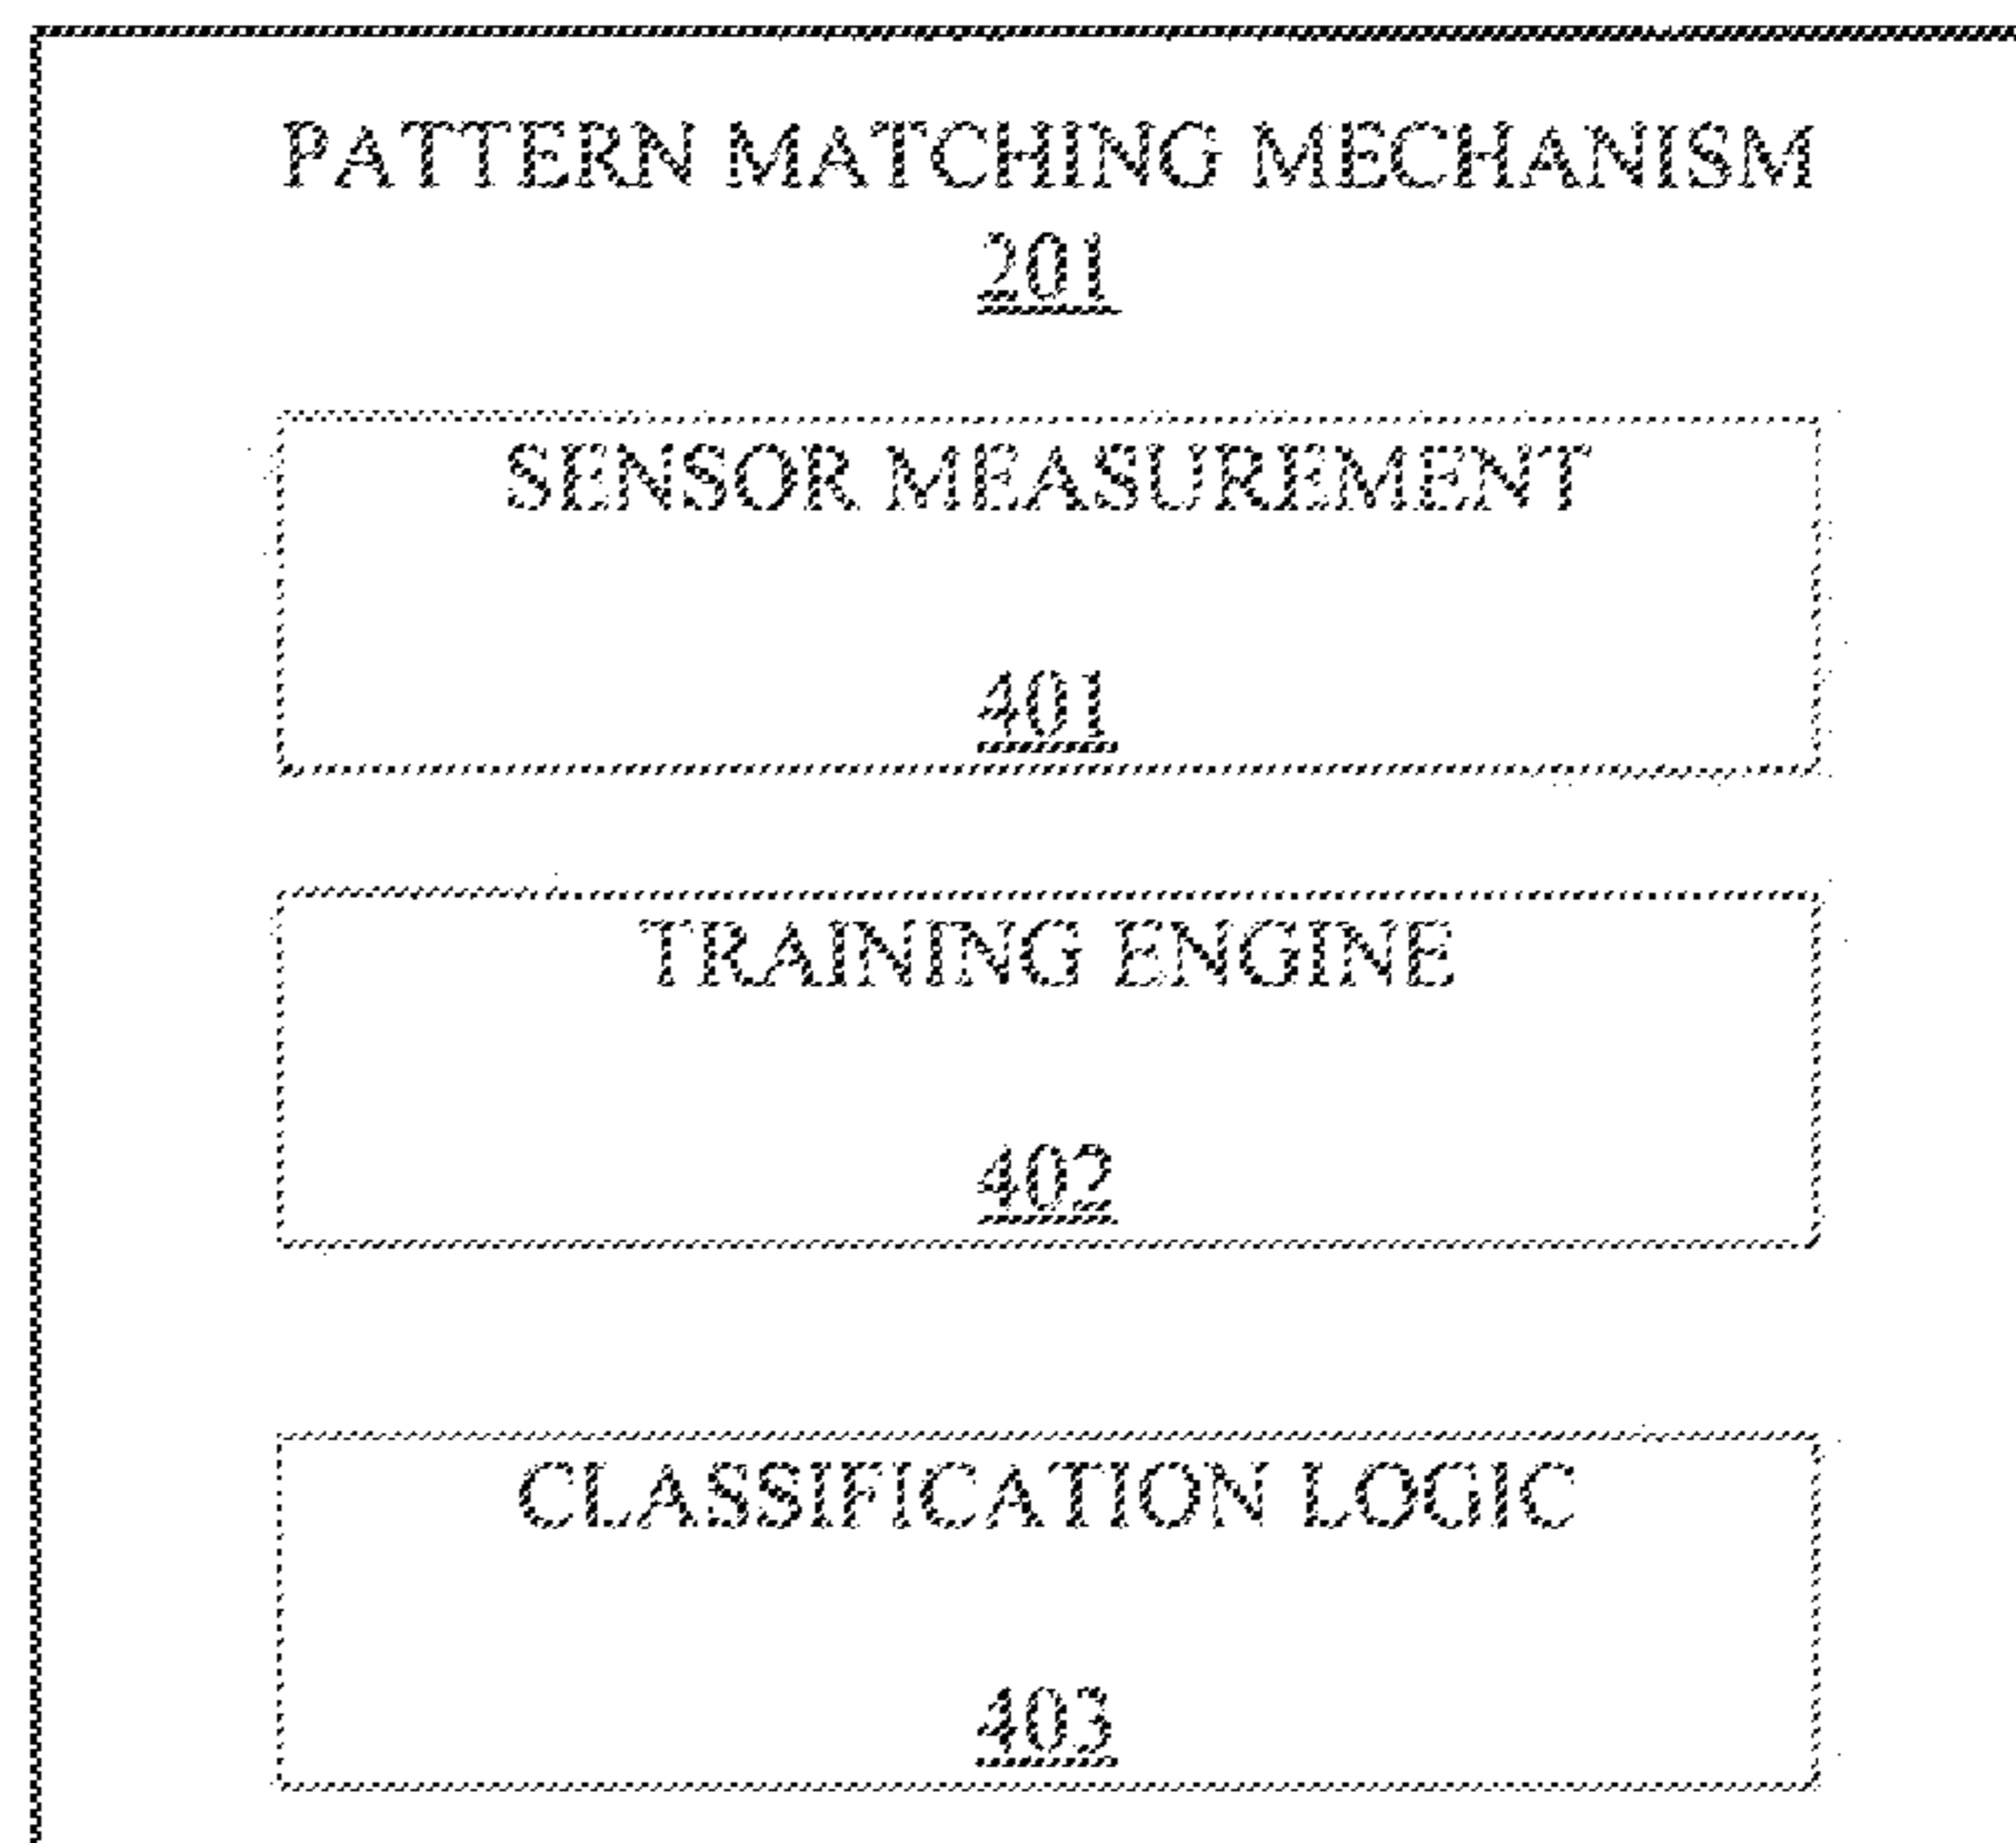 PATTERN MATCHING MECHANISM
201
SENSOR MEASUREMENT
401
TRAINING ENGINE
402
CLASSIFICATION LOGIC
403